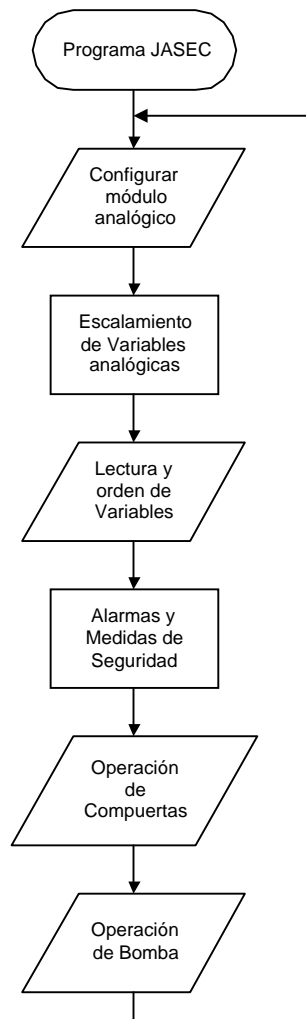 Programa JASEC
Configurar
módulo
analógico
Escalamiento
de Variables
analógicas
Lectura y
orden de
Variables
Alarmas y
Medidas de
Seguridad
Operación
de
Compuertas
Operación
de Bomba